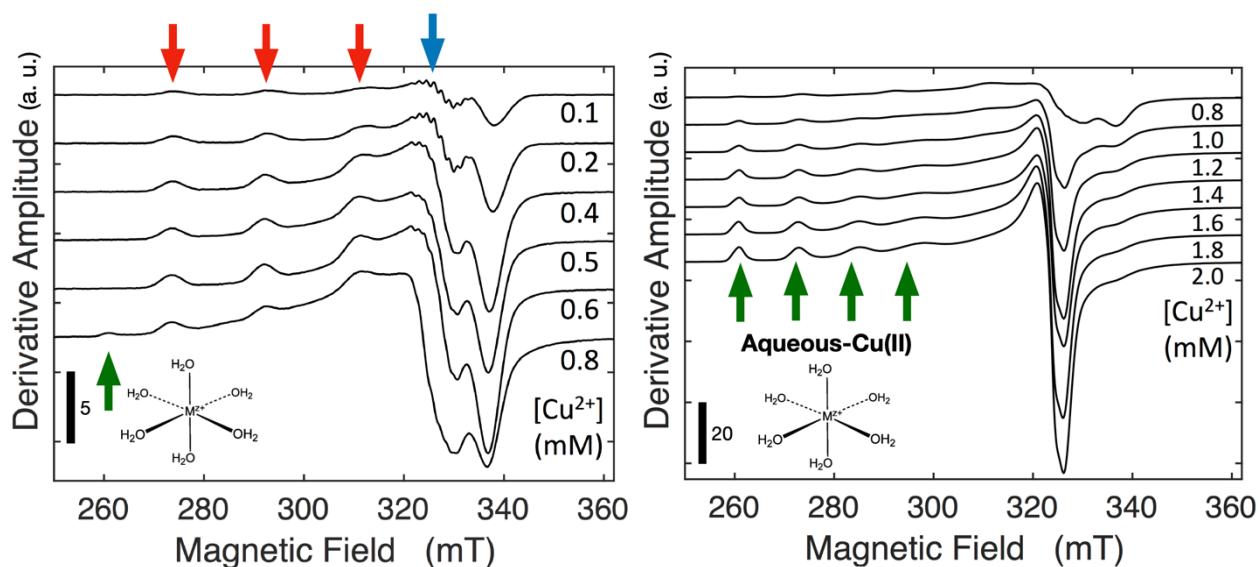 Derivative Amplitude (a. u.)
0.1
0.2
0.4
0.5
0.6
0.8
[Cu²⁺]
(mM)
5
H₂O
H₂O
OH₂
Mᶻ⁺
H₂O
OH₂
H₂O
260 280 300 320 340 360
Magnetic Field (mT)
Derivative Amplitude (a. u.)
0.8
1.0
1.2
1.4
1.6
1.8
2.0
[Cu²⁺]
(mM)
Aqueous-Cu(II)
20
H₂O
H₂O
OH₂
Mᶻ⁺
H₂O
OH₂
H₂O
260 280 300 320 340 360
Magnetic Field (mT)